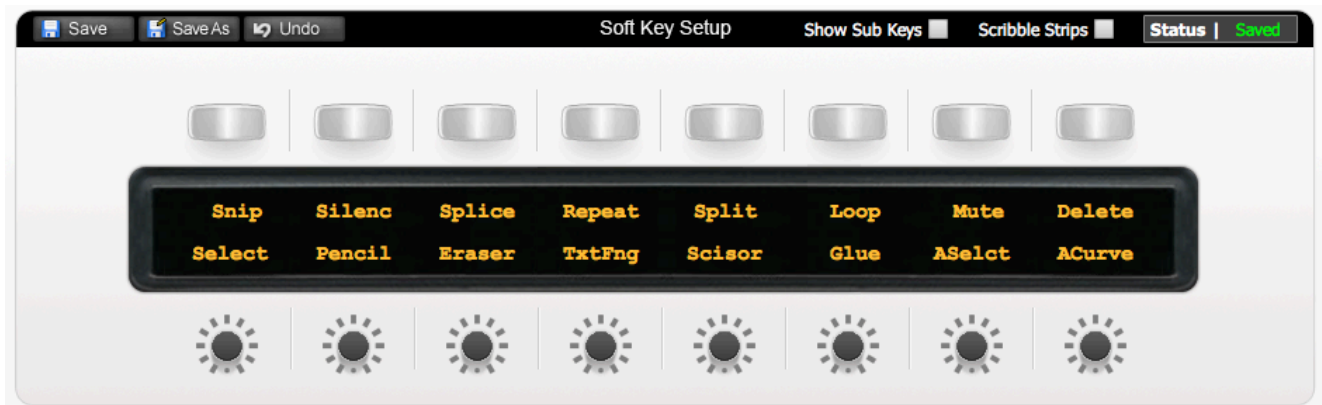 Save Save As Undo Soft Key Setup Show Sub Keys Scribble Strips Status | Saved
Snip Silenc Splice Repeat Split Loop Mute Delete
Select Pencil Eraser TxtFng Scisor Glue ASelct ACurve